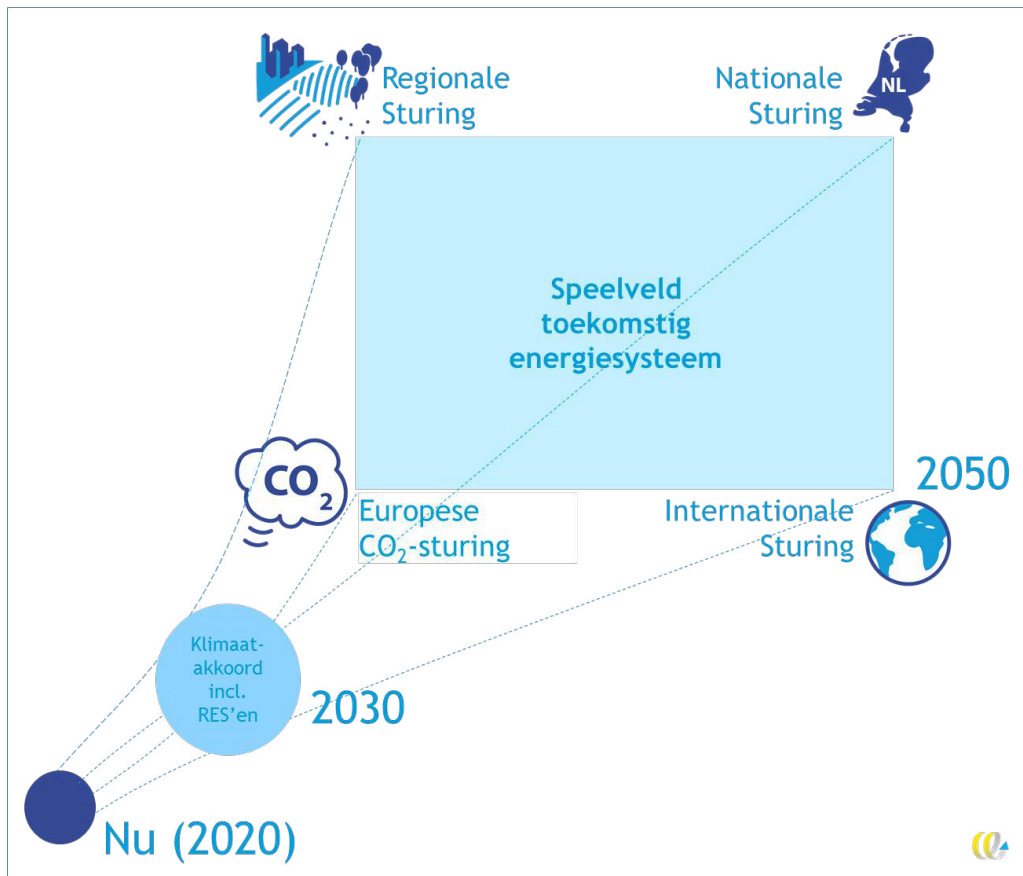 Regionale
Sturing
Nationale
Sturing
NL
Speelveld
toekomstig
energiesysteem
CO₂
2050
Europese
CO₂-sturing
Internationale
Sturing
Klimaat-
akkoord
incl.
RES'en
2030
Nu (2020)